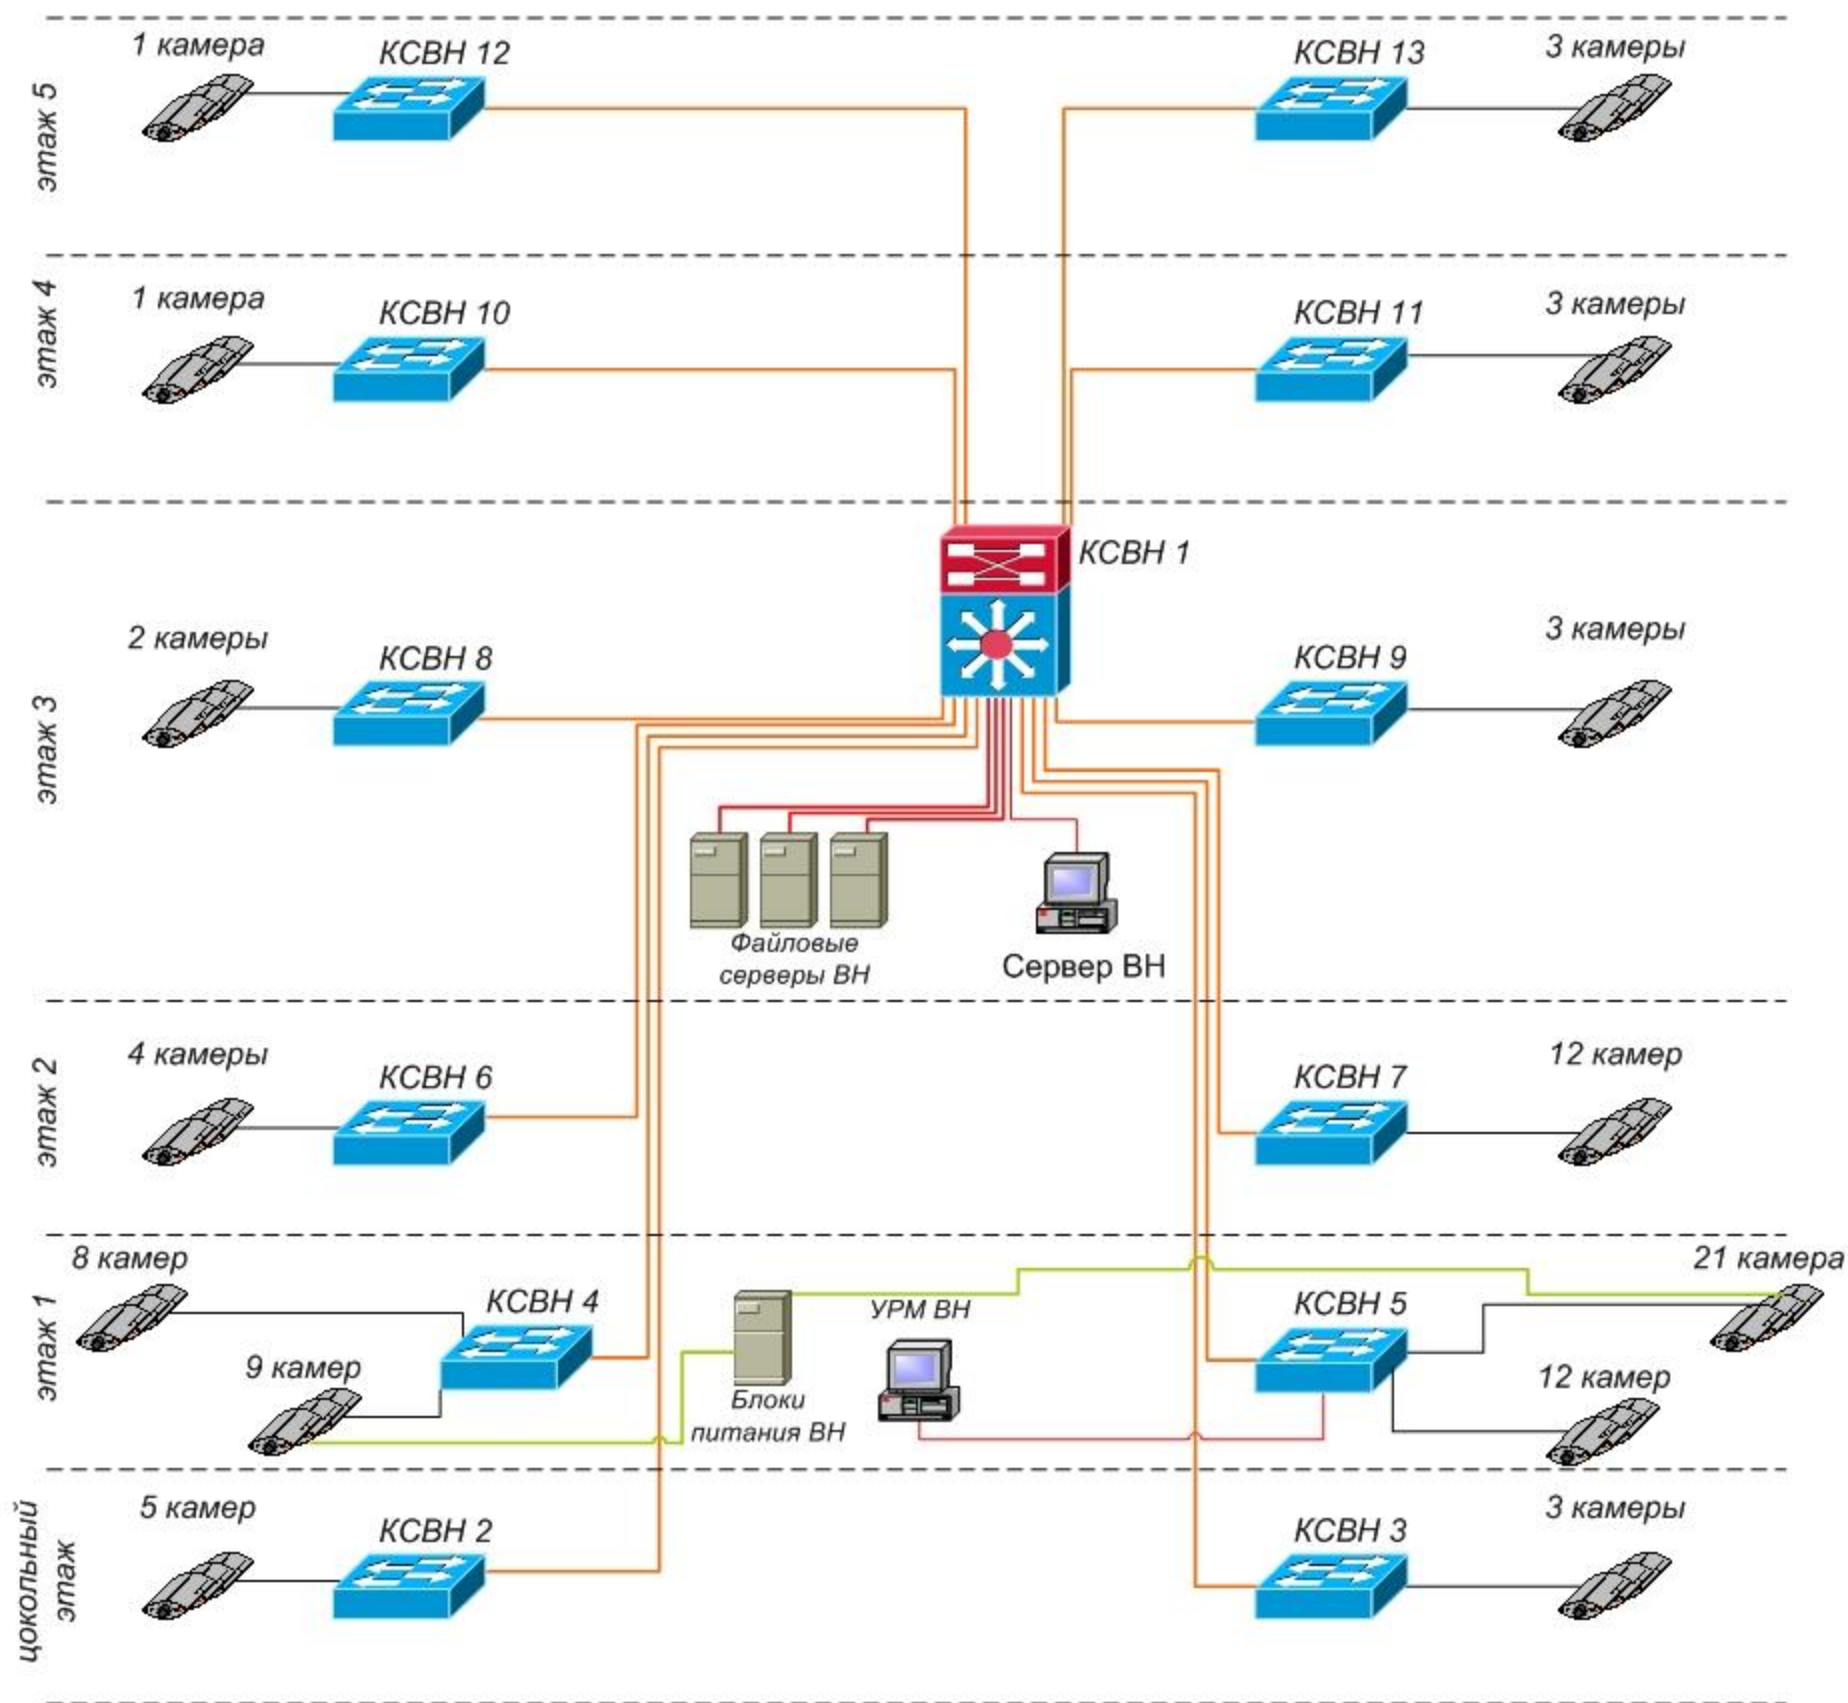 этаж 5
1 камера
КСВН 12
КСВН 13
3 камеры
этаж 4
1 камера
КСВН 10
КСВН 11
3 камеры
КСВН 1
этаж 3
2 камеры
КСВН 8
КСВН 9
3 камеры
Файловые
серверы ВН
Сервер ВН
этаж 2
4 камеры
КСВН 6
КСВН 7
12 камер
этаж 1
8 камер
КСВН 4
9 камер
УРМ ВН
Блоки
питания ВН
КСВН 5
21 камера
12 камер
цокольный
этаж
5 камер
КСВН 2
КСВН 3
3 камеры